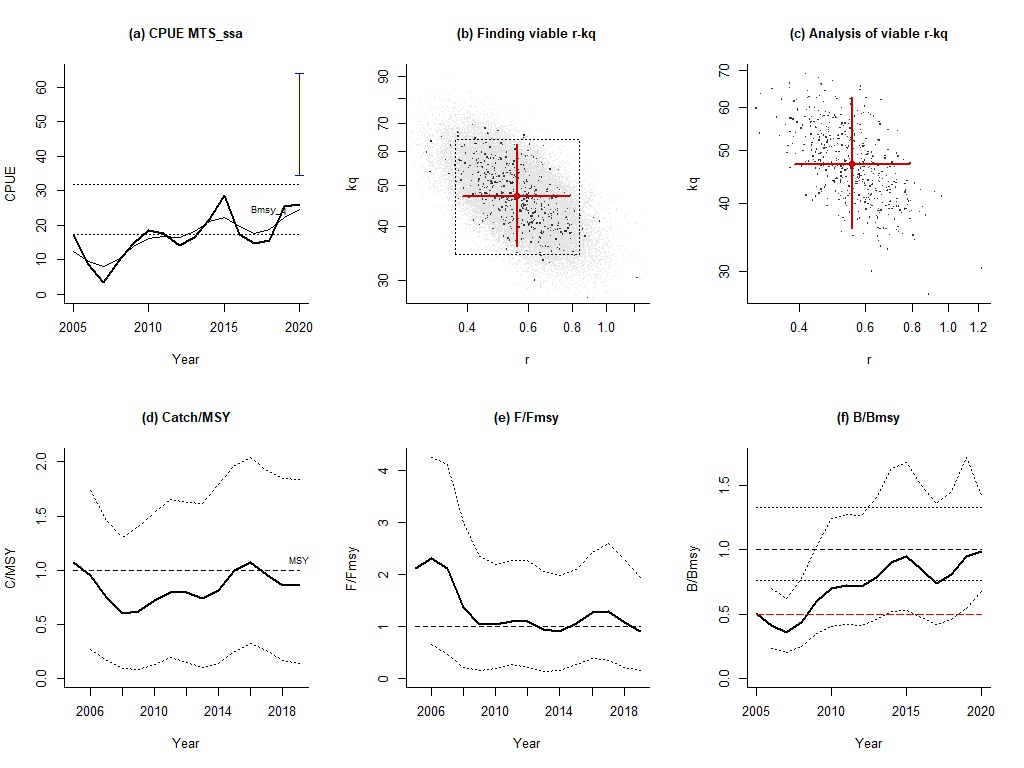 (a) CPUE MTS_ssa
CPUE
0 10 20 30 40 50 60
Bmsy_q
2005 2010 2015 2020
Year
(b) Finding viable r-kq
kq
30 40 50 60 70 90
0.4 0.6 0.8 1.0
r
(c) Analysis of viable r-kq
kq
30 40 50 60 70
0.4 0.6 0.8 1.0 1.2
r
(d) Catch/MSY
C/MSY
0.0 0.5 1.0 1.5 2.0
MSY
2006 2010 2014 2018
Year
(e) F/Fmsy
F/Fmsy
0 1 2 3 4
2006 2010 2014 2018
Year
(f) B/Bmsy
B/Bmsy
0.0 0.5 1.0 1.5
2005 2010 2015 2020
Year